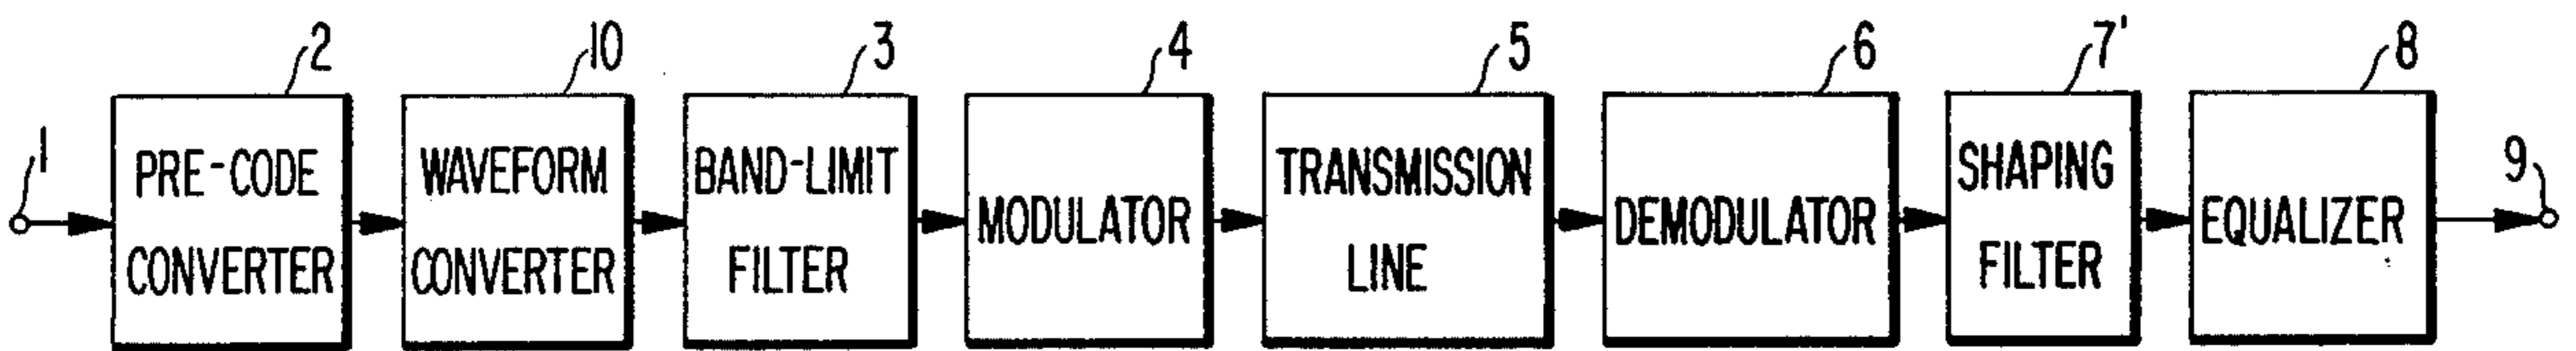 2 10 3 4 5 6 7' 8
1
PRE-CODE
CONVERTER
WAVEFORM
CONVERTER
BAND-LIMIT
FILTER
MODULATOR
TRANSMISSION
LINE
DEMODULATOR
SHAPING
FILTER
EQUALIZER
9